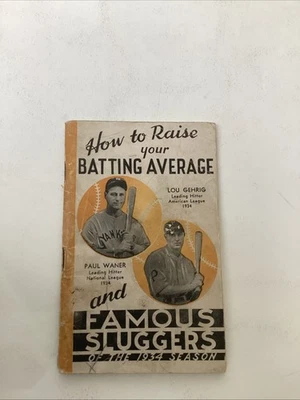 How to Raise
your
BATTING AVERAGE
LOU GEHRIG
Leading Hitter
American League
1934
PAUL WANER
Leading Hitter
National League
1934
and
FAMOUS
SLUGGERS
OF THE 1934 SEASON